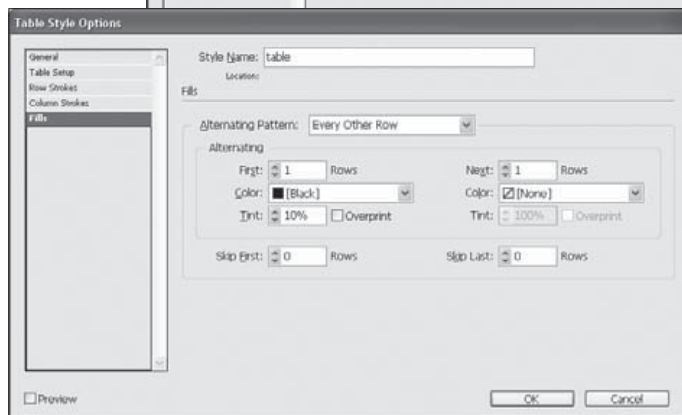 Table Style Options
General
Table Setup
Row Strokes
Column Strokes
Fills
Style Name: table
Location:
Fills
Alternating Pattern: Every Other Row
Alternating
First: 1 Rows Next: 1 Rows
Color: [Black] Color: [None]
Tint: 10% Overprint Tint: 100% Overprint
Skip First: 0 Rows Skip Last: 0 Rows
Preview OK Cancel